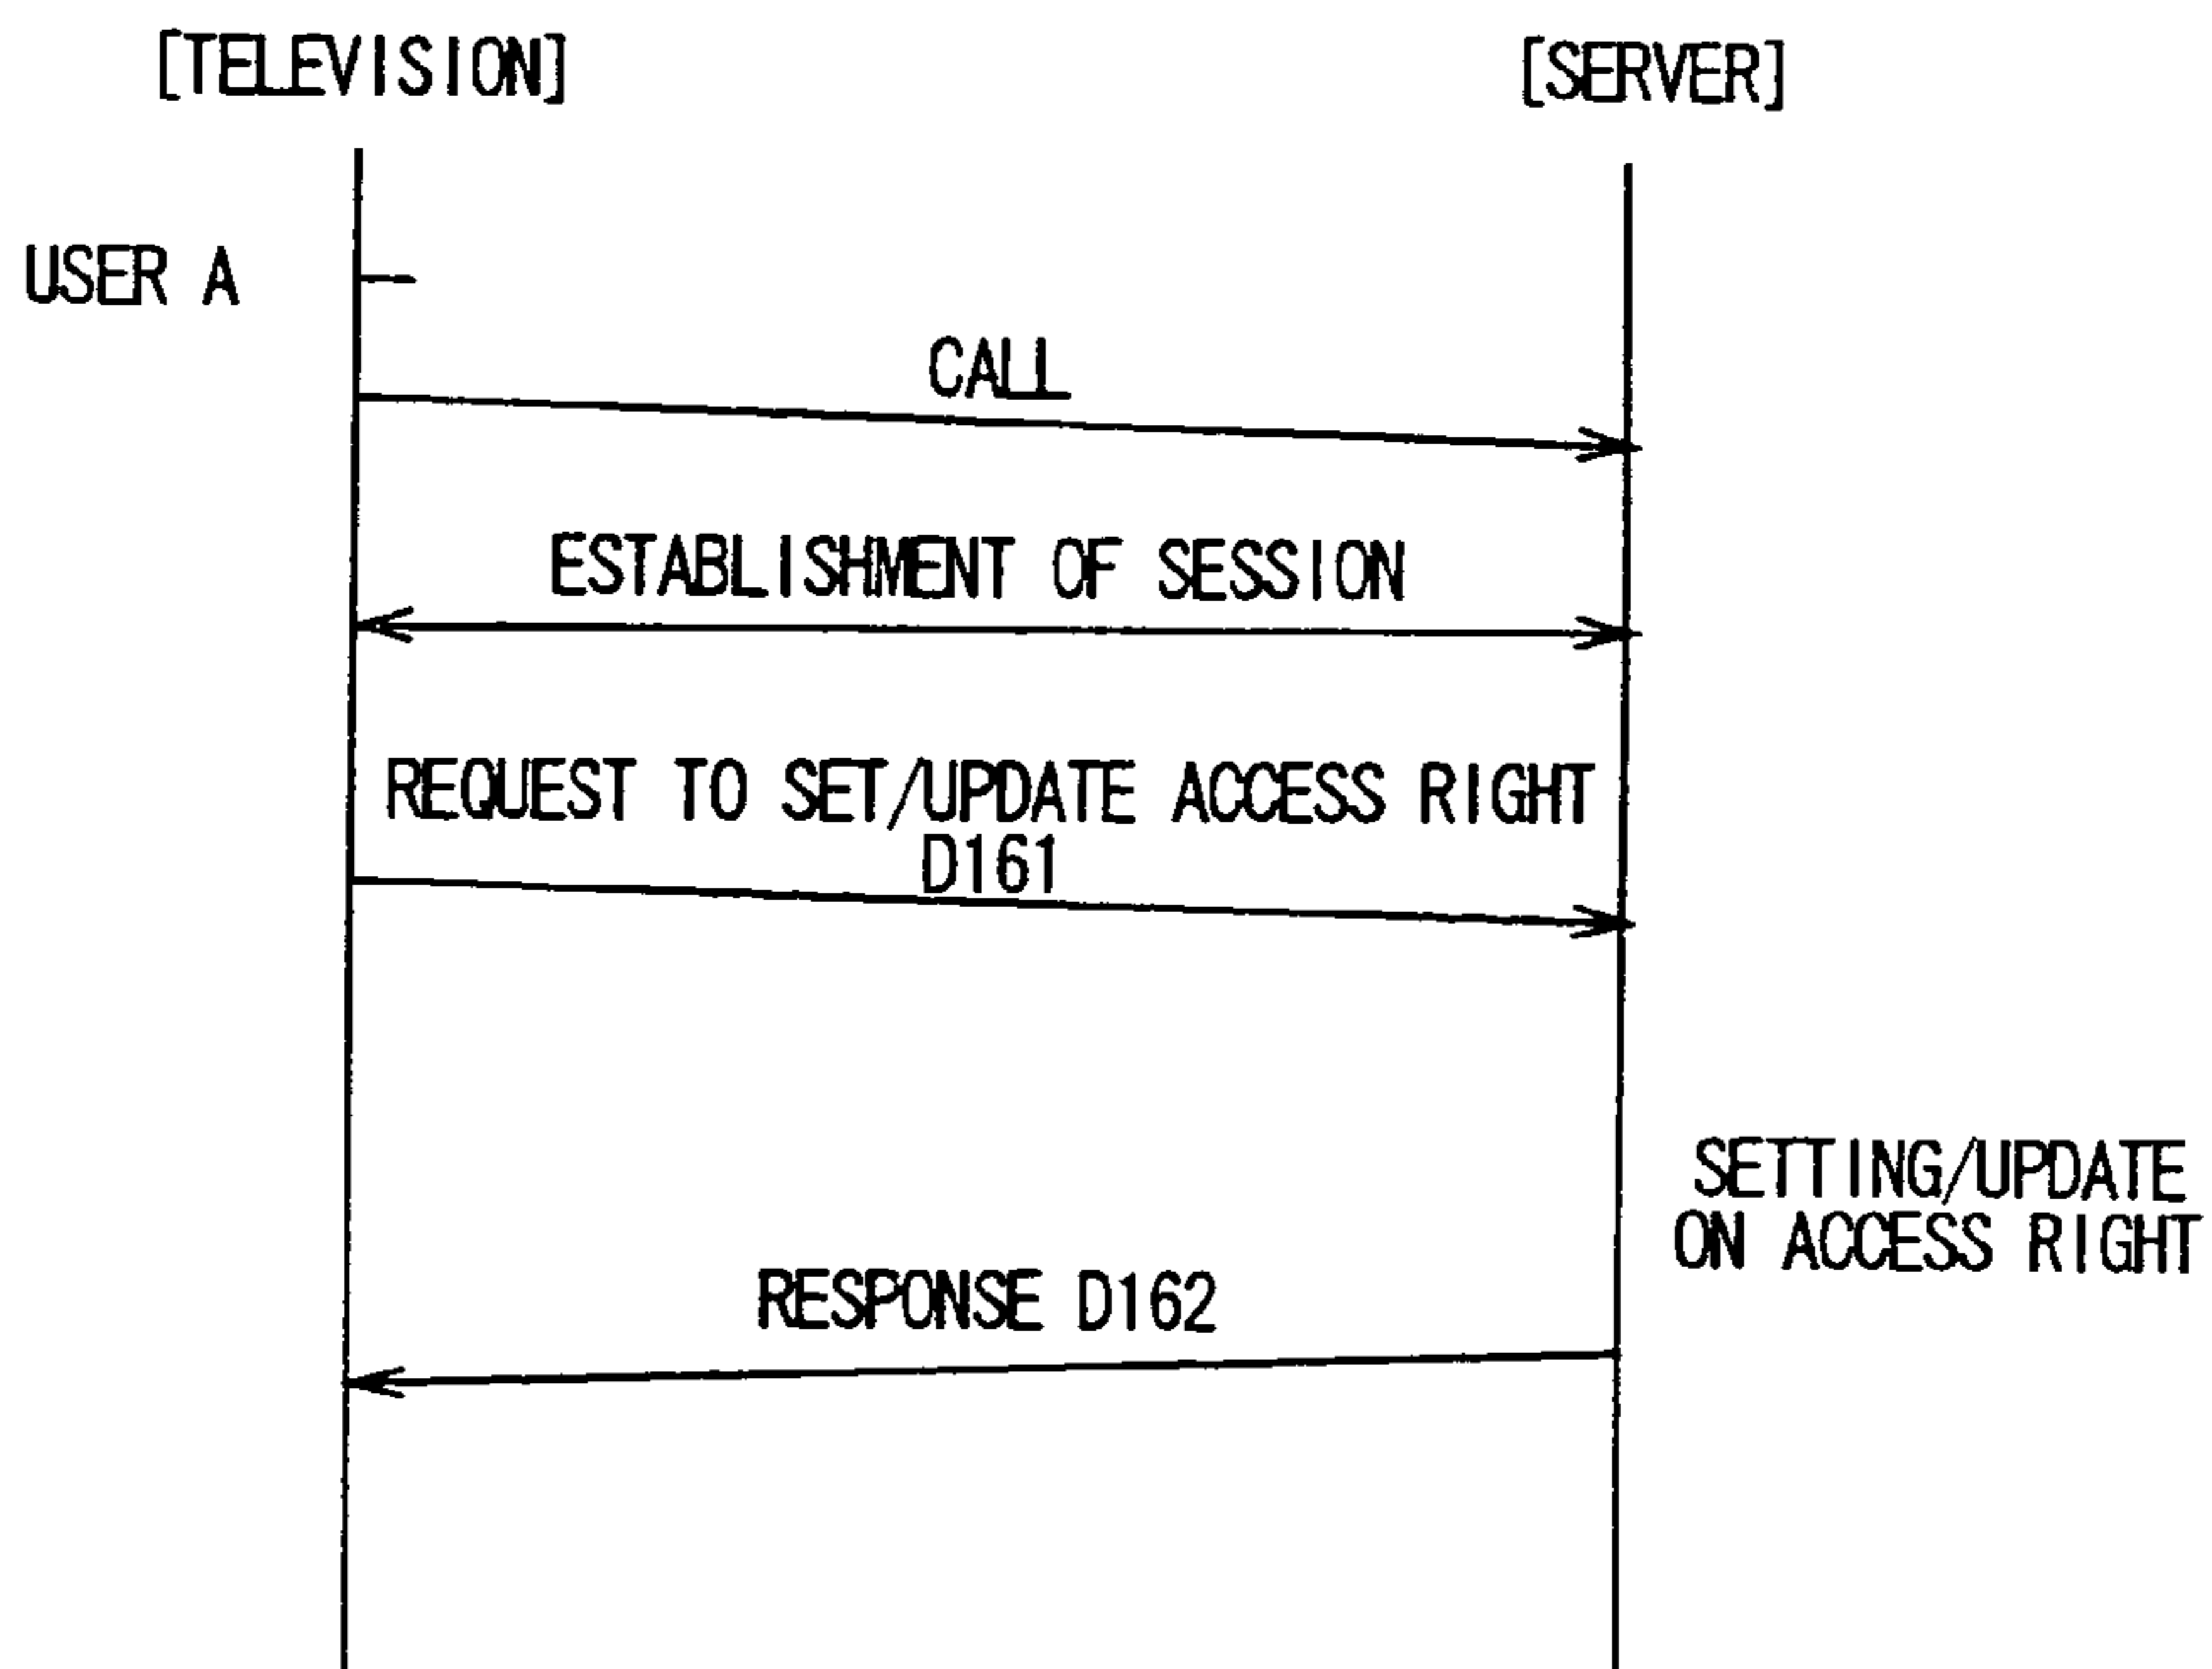 [TELEVISION]
[SERVER]
USER A
CALL
ESTABLISHMENT OF SESSION
REQUEST TO SET/UPDATE ACCESS RIGHT
D161
SETTING/UPDATE
ON ACCESS RIGHT
RESPONSE D162